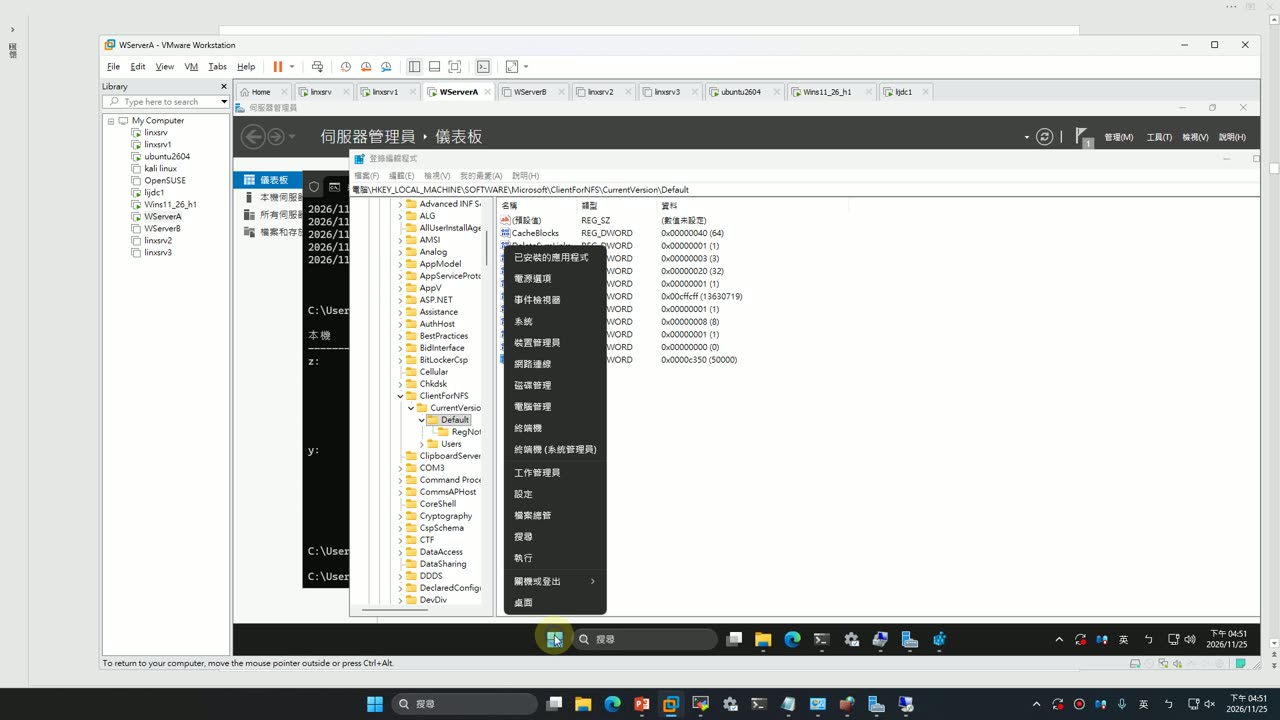 WServerA - VMware Workstation
File Edit View VM Tabs Help
Library
Type here to search
My Computer
linxsrv
linxsrv1
ubuntu2604
kali linux
OpenSUSE
lijdc1
Wins11_26_h1
WServerA
WServerB
linxsrv2
linxsrv3
Home linxsrv linxsrv1 WServerA WServerB linxsrv2 linxsrv3 ubuntu2604 Wins11_26_h1 lijdc1
伺服器管理員
伺服器管理員 儀表板
1 管理(M) 工具(T) 檢視(V) 說明(H)
儀表板
本機伺服器
所有伺服器
檔案和存放
2026/11
2026/11
2026/11
2026/11
2026/11
C:\User
本機
z:
y:
C:\User
C:\User
登錄編輯程式
檔案(F) 編輯(E) 檢視(V) 我的最愛(A) 說明(H)
電腦\HKEY_LOCAL_MACHINE\SOFTWARE\Microsoft\ClientForNFS\CurrentVersion\Default
Advanced INF S
ALG
AllUserInstallAge
AMSI
Analog
AppModel
AppServiceProto
AppV
ASP.NET
Assistance
AuthHost
BestPractices
BidInterface
BitLockerCsp
Cellular
Chkdsk
ClientForNFS
CurrentVersio
Default
RegNot
Users
ClipboardServer
COM3
Command Proce
CommsAPHost
CoreShell
Cryptography
CspSchema
CTF
DataAccess
DataSharing
DDDS
DeclaredConfigu
DevDiv
名稱 類型 資料
(預設值) REG_SZ (數值未設定)
CacheBlocks REG_DWORD 0x00000040 (64)
DeleteSymLinks REG_DWORD 0x00000001 (1)
WORD 0x00000003 (3)
WORD 0x00000020 (32)
WORD 0x00000001 (1)
WORD 0x00cffcff (13630719)
WORD 0x00000001 (1)
WORD 0x00000008 (8)
WORD 0x00000001 (1)
WORD 0x00000000 (0)
WORD 0x0000c350 (50000)
已安裝的應用程式
電源選項
事件檢視器
系統
裝置管理員
網路連線
磁碟管理
電腦管理
終端機
終端機 (系統管理員)
工作管理員
設定
檔案總管
搜尋
執行
關機或登出
桌面
搜尋
英
下午 04:51
2026/11/25
To return to your computer, move the mouse pointer outside or press Ctrl+Alt.
搜尋
英
下午 04:51
2026/11/25